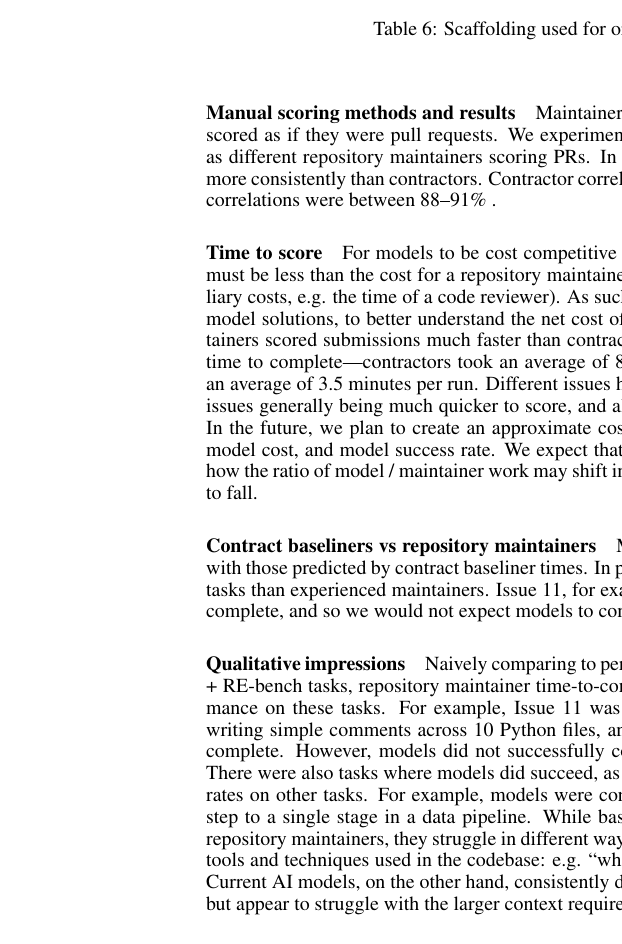 Table 6: Scaffolding used for
Manual scoring methods and results Maintainer
scored as if they were pull requests. We experimen
as different repository maintainers scoring PRs. In
more consistently than contractors. Contractor correl
correlations were between 88–91% .
Time to score For models to be cost competitive
must be less than the cost for a repository maintaine
liary costs, e.g. the time of a code reviewer). As suc
model solutions, to better understand the net cost of
tainers scored submissions much faster than contrac
time to complete—contractors took an average of 8
an average of 3.5 minutes per run. Different issues h
issues generally being much quicker to score, and a
In the future, we plan to create an approximate cos
model cost, and model success rate. We expect that
how the ratio of model / maintainer work may shift in
to fall.
Contract baseliners vs repository maintainers
with those predicted by contract baseliner times. In p
tasks than experienced maintainers. Issue 11, for exa
complete, and so we would not expect models to con
Qualitative impressions Naively comparing to per
+ RE-bench tasks, repository maintainer time-to-con
mance on these tasks. For example, Issue 11 was
writing simple comments across 10 Python files, an
complete. However, models did not successfully c
There were also tasks where models did succeed, as
rates on other tasks. For example, models were con
step to a single stage in a data pipeline. While bas
repository maintainers, they struggle in different way
tools and techniques used in the codebase: e.g. “wh
Current AI models, on the other hand, consistently d
but appear to struggle with the larger context require